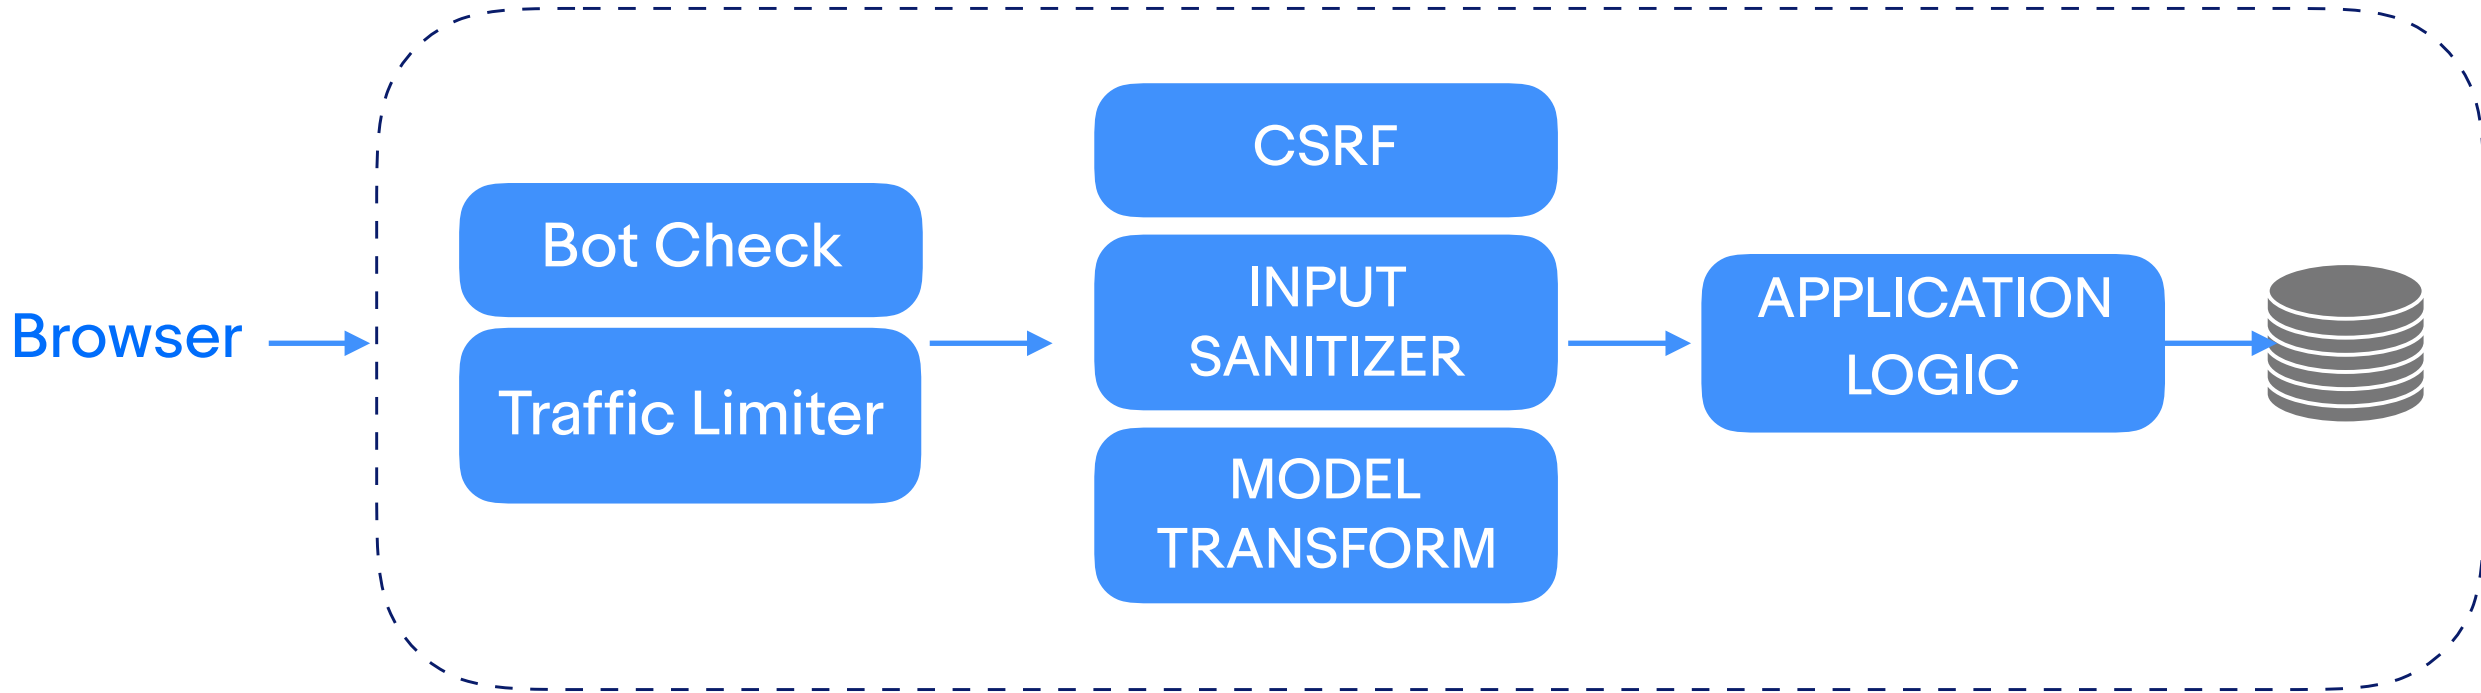 Browser
Bot Check
Traffic Limiter
CSRF
INPUT
SANITIZER
MODEL
TRANSFORM
APPLICATION
LOGIC